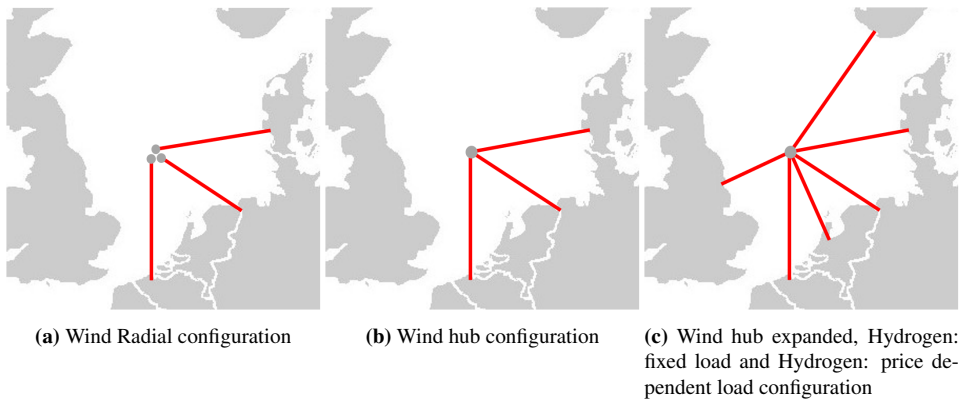 (a) Wind Radial configuration
(b) Wind hub configuration
(c) Wind hub expanded, Hydrogen:
fixed load and Hydrogen: price de-
pendent load configuration